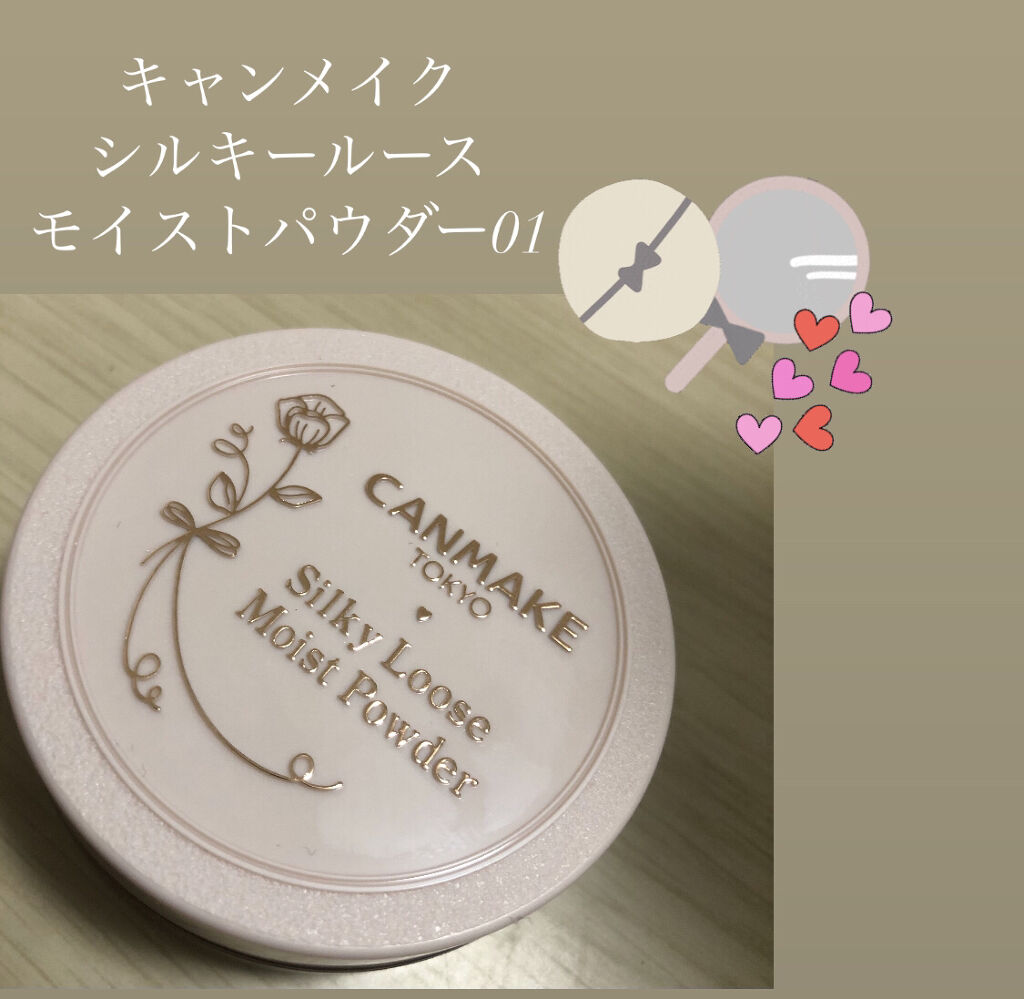 キャンメイク
シルキールース
モイストパウダー01
CANMAKE
TOKYO
Silky Loose
Moist Powder